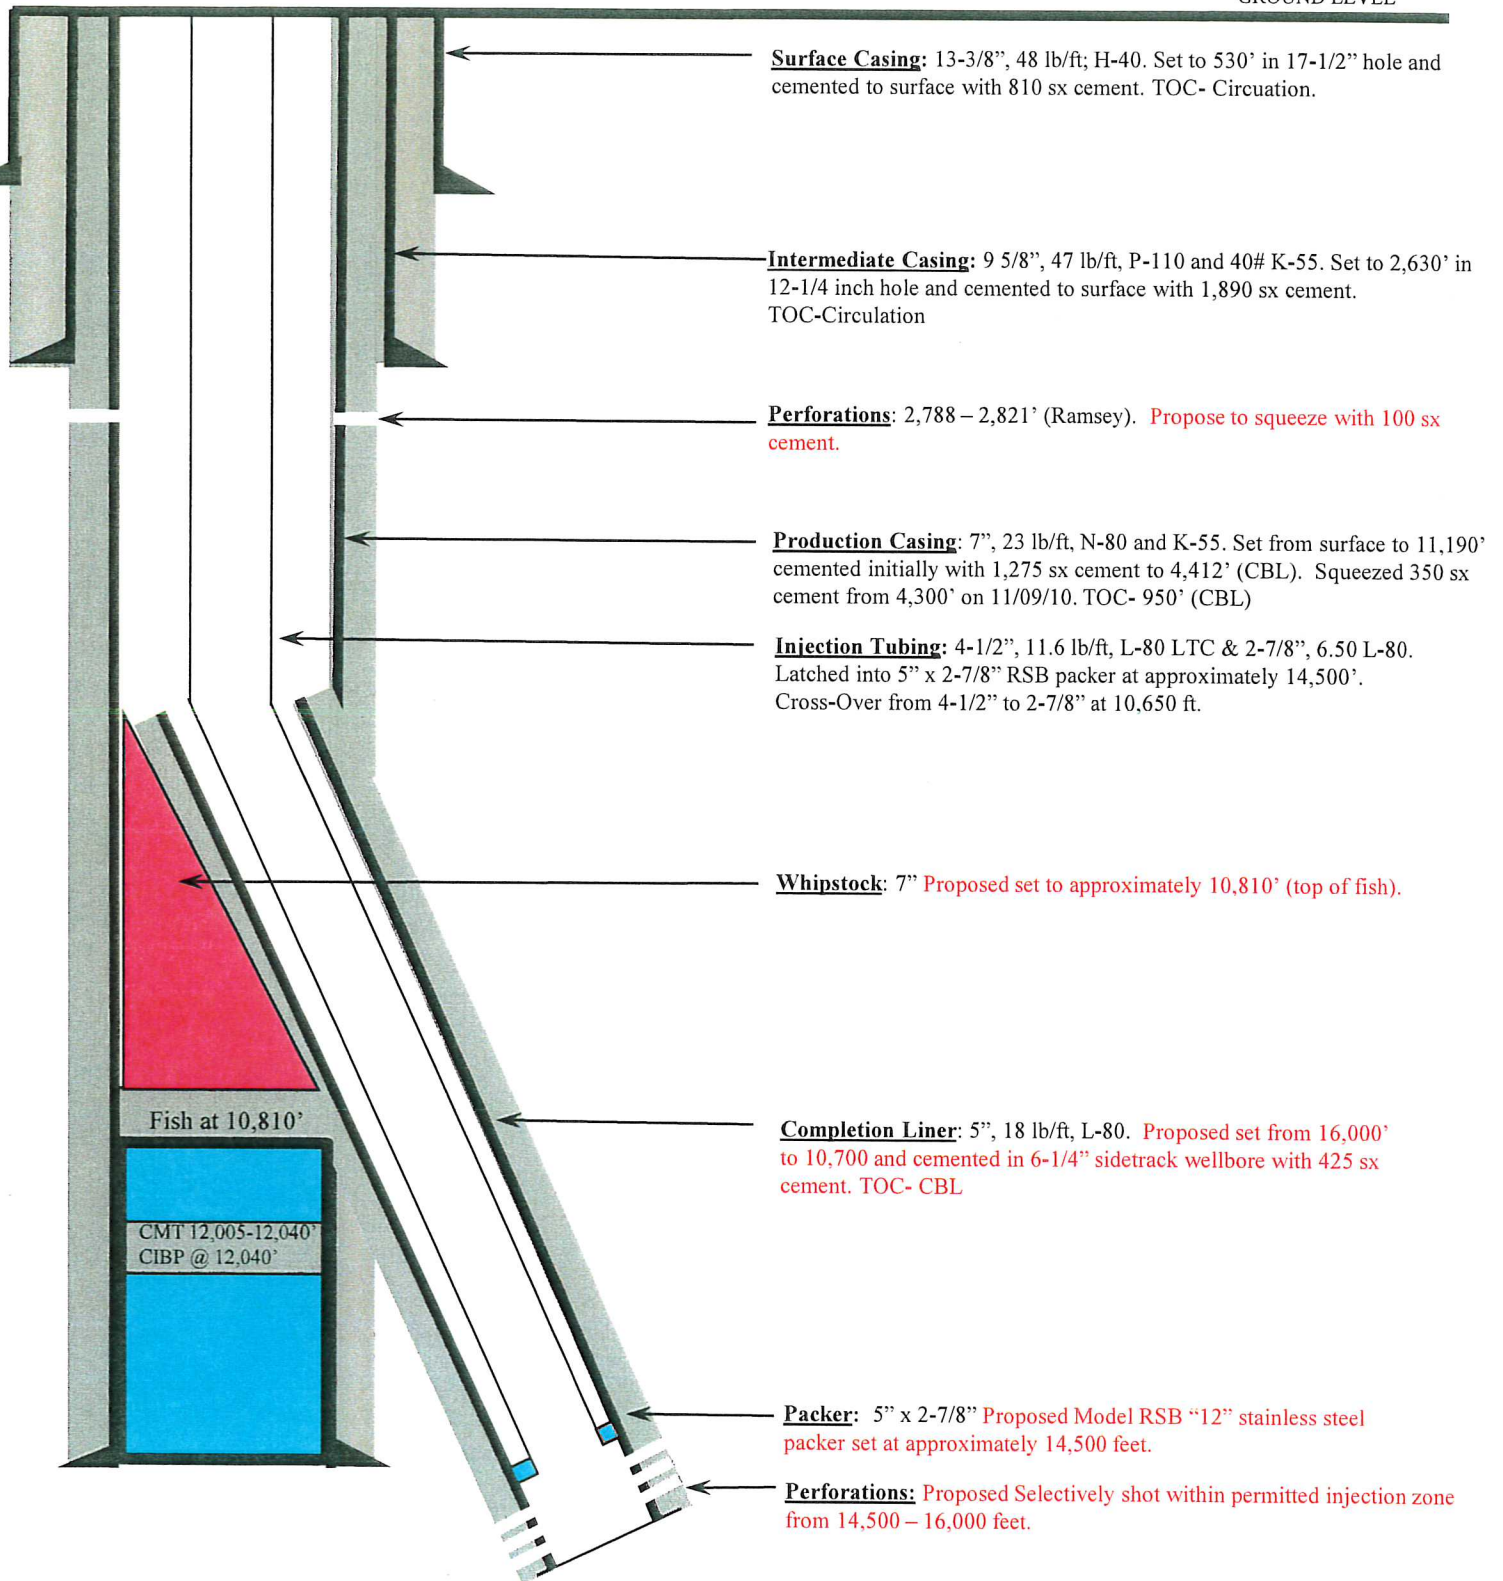 GROUND LEVEL
Surface Casing: 13-3/8”, 48 lb/ft; H-40. Set to 530’ in 17-1/2” hole and
cemented to surface with 810 sx cement. TOC- Circuation.
Intermediate Casing: 9 5/8”, 47 lb/ft, P-110 and 40# K-55. Set to 2,630’ in
12-1/4 inch hole and cemented to surface with 1,890 sx cement.
TOC-Circulation
Perforations: 2,788 – 2,821’ (Ramsey). Propose to squeeze with 100 sx
cement.
Production Casing: 7”, 23 lb/ft, N-80 and K-55. Set from surface to 11,190’
cemented initially with 1,275 sx cement to 4,412’ (CBL). Squeezed 350 sx
cement from 4,300’ on 11/09/10. TOC- 950’ (CBL)
Injection Tubing: 4-1/2”, 11.6 lb/ft, L-80 LTC & 2-7/8”, 6.50 L-80.
Latched into 5” x 2-7/8” RSB packer at approximately 14,500’.
Cross-Over from 4-1/2” to 2-7/8” at 10,650 ft.
Whipstock: 7” Proposed set to approximately 10,810’ (top of fish).
Fish at 10,810’
Completion Liner: 5”, 18 lb/ft, L-80. Proposed set from 16,000’
to 10,700 and cemented in 6-1/4” sidetrack wellbore with 425 sx
cement. TOC- CBL
CMT 12,005-12,040’
CIBP @ 12,040’
Packer: 5” x 2-7/8” Proposed Model RSB “12” stainless steel
packer set at approximately 14,500 feet.
Perforations: Proposed Selectively shot within permitted injection zone
from 14,500 – 16,000 feet.